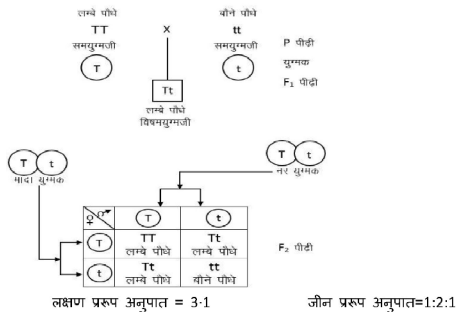 लम्बे पौधे बौने पौधे
TT X tt
समयुग्मजी समयुग्मजी P पीढ़ी
T t युग्मक
Tt F1 पीढ़ी
लम्बे पौधे
विषमयुग्मजी
T t T t
मादा युग्मक नर युग्मक
♀ ♂ T t
T TT Tt F2 पीढी
लम्बे पौधे लम्बे पौधे
t Tt tt
लम्बे पौधे बौने पौधे
लक्षण प्ररूप अनुपात = 3·1 जीन प्ररूप अनुपात=1:2:1